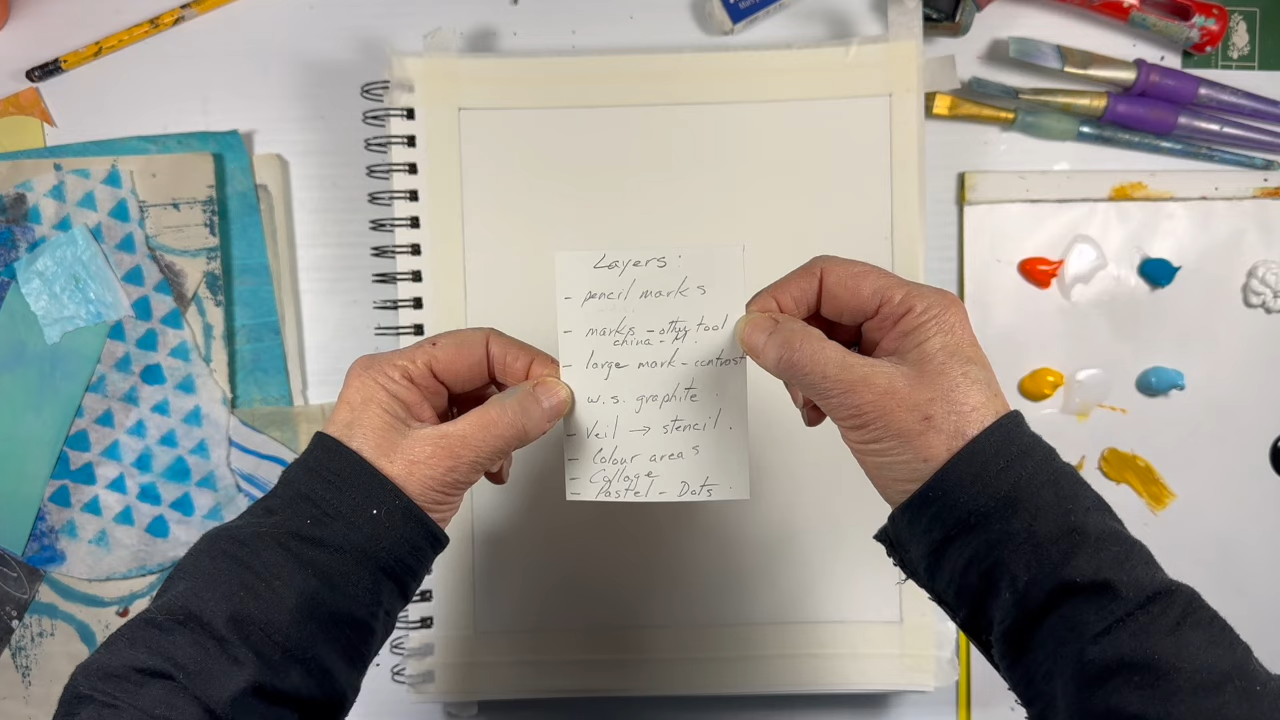 Layers:
- pencil marks
- marks - other tool
china - M.
- large mark - contrast
w.s. graphite
- Veil → stencil.
- Colour areas
- Collage
- Pastel - Dots